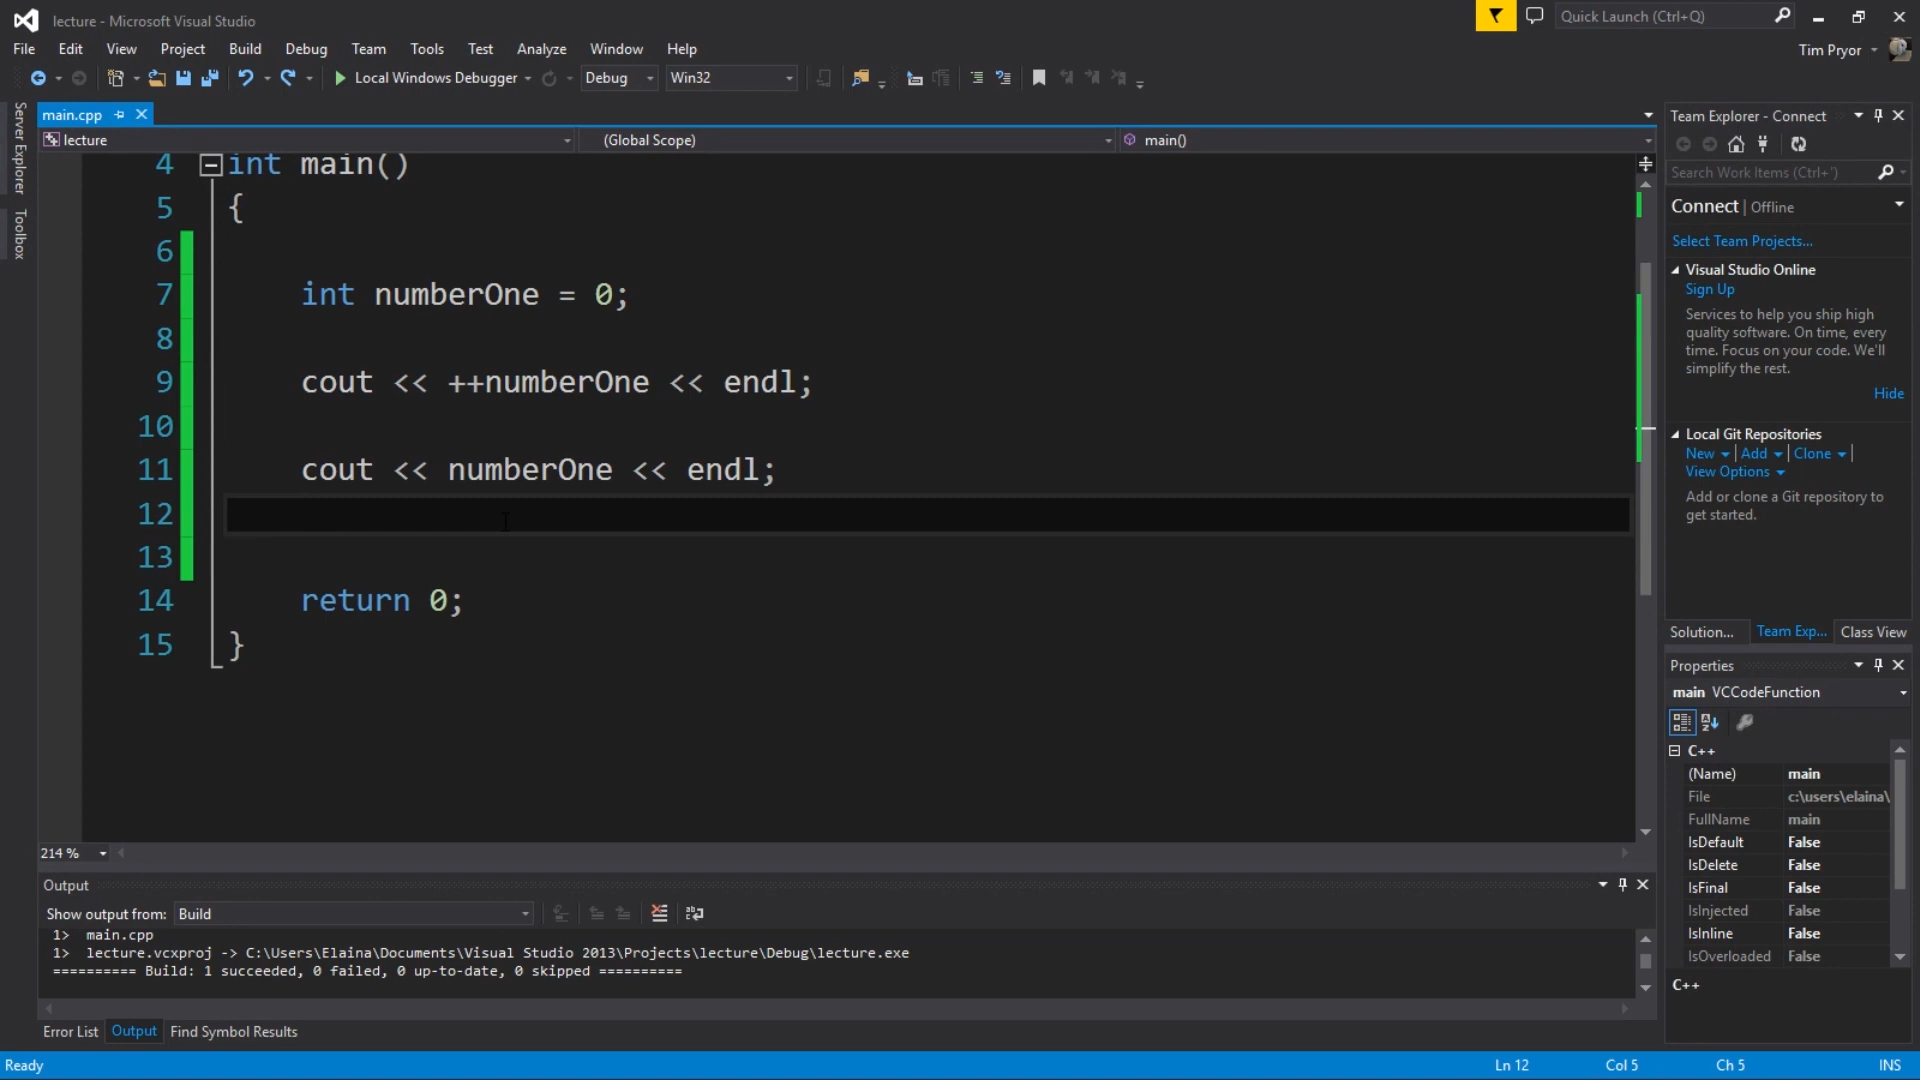 lecture - Microsoft Visual Studio
Quick Launch (Ctrl+Q)
File Edit View Project Build Debug Team Tools Test Analyze Window Help
Tim Pryor
Local Windows Debugger Debug Win32
Server Explorer
Toolbox
main.cpp
lecture (Global Scope) main()
4 int main()
5 {
6
7 int numberOne = 0;
8
9 cout << ++numberOne << endl;
10
11 cout << numberOne << endl;
12
13
14 return 0;
15 }
214 %
Output
Show output from: Build
1> main.cpp
1> lecture.vcxproj -> C:\Users\Elaina\Documents\Visual Studio 2013\Projects\lecture\Debug\lecture.exe
========== Build: 1 succeeded, 0 failed, 0 up-to-date, 0 skipped ==========
Error List Output Find Symbol Results
Team Explorer - Connect
Search Work Items (Ctrl+')
Connect | Offline
Select Team Projects...
Visual Studio Online
Sign Up
Services to help you ship high
quality software. On time, every
time. Focus on your code. We'll
simplify the rest.
Hide
Local Git Repositories
New | Add | Clone |
View Options
Add or clone a Git repository to
get started.
Solution... Team Exp... Class View
Properties
main VCCodeFunction
C++
(Name) main
File c:\users\elaina\
FullName main
IsDefault False
IsDelete False
IsFinal False
IsInjected False
IsInline False
IsOverloaded False
C++
Ready Ln 12 Col 5 Ch 5 INS